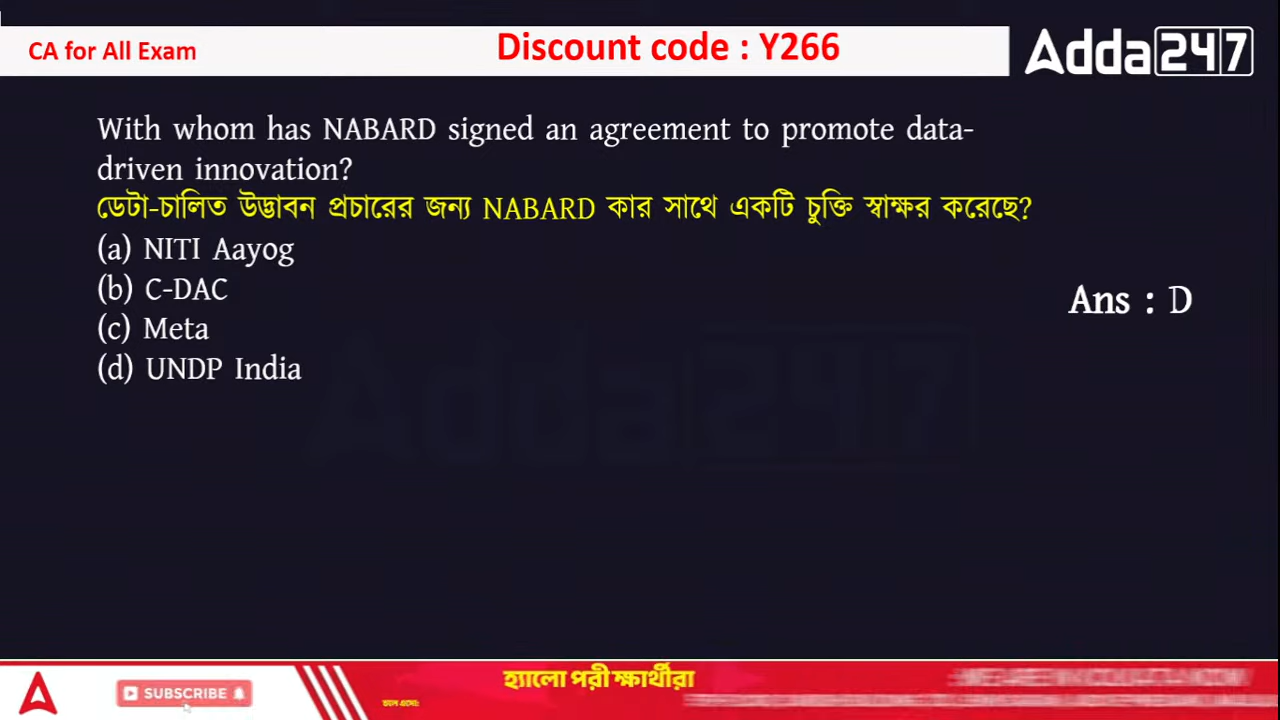 CA for All Exam
Discount code : Y266
Adda247
With whom has NABARD signed an agreement to promote data-
driven innovation?
ডেটা-চালিত উদ্ভাবন প্রচারের জন্য NABARD কার সাথে একটি চুক্তি স্বাক্ষর করেছে?
(a) NITI Aayog
(b) C-DAC
(c) Meta
(d) UNDP India
Ans : D
SUBSCRIBE
হ্যালো পরীক্ষার্থীরা